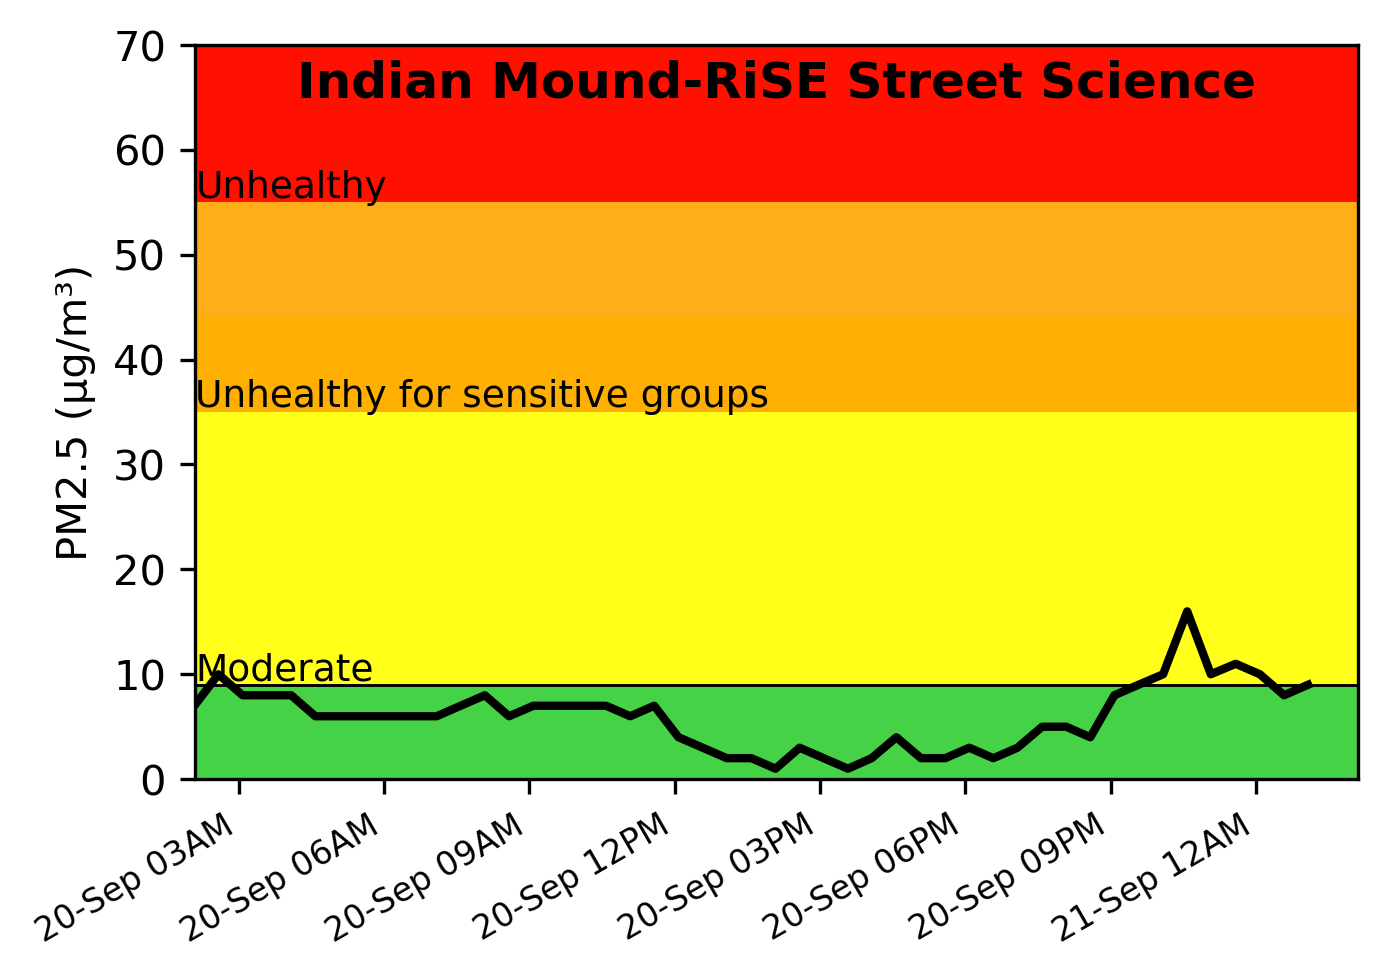 Indian Mound-RiSE Street Science
PM2.5 (µg/m³)
70
60
50
40
30
20
10
0
Unhealthy
Unhealthy for sensitive groups
Moderate
20-Sep 03AM
20-Sep 06AM
20-Sep 09AM
20-Sep 12PM
20-Sep 03PM
20-Sep 06PM
20-Sep 09PM
21-Sep 12AM